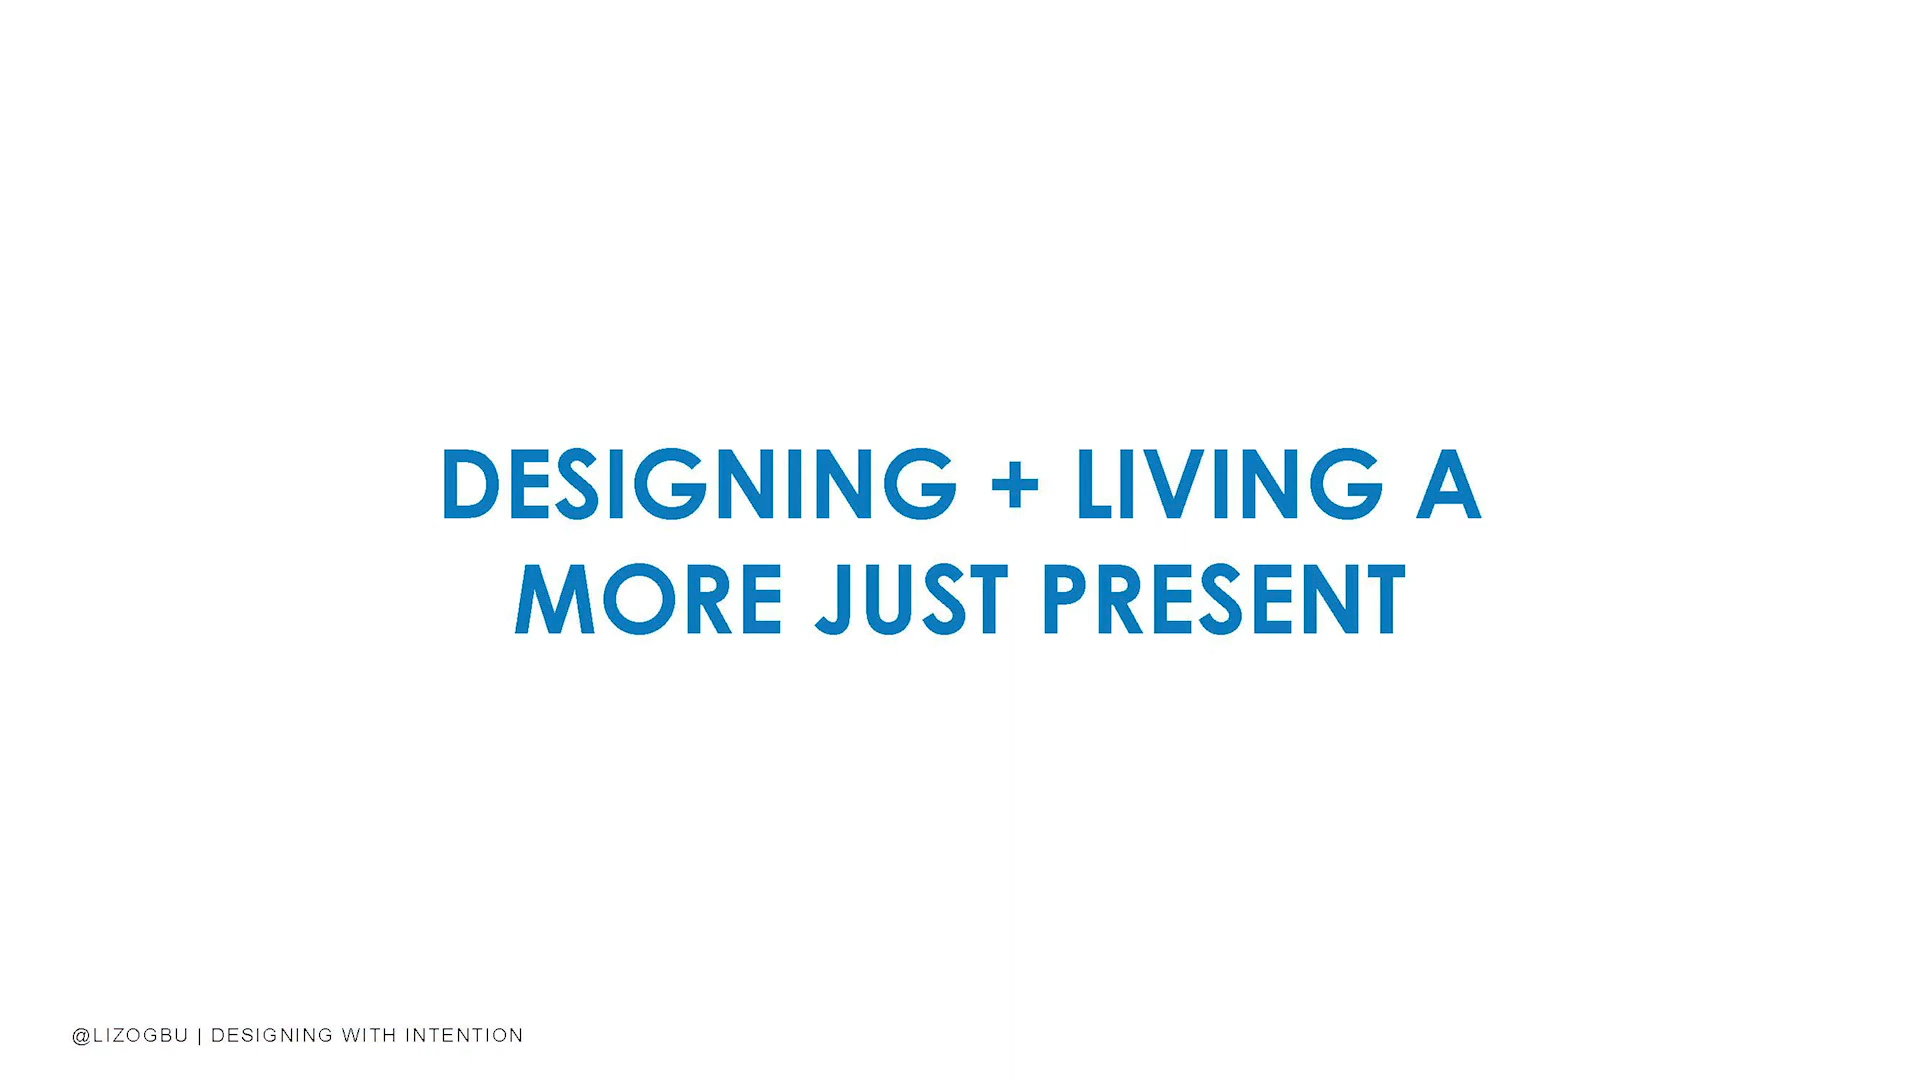 DESIGNING + LIVING A
MORE JUST PRESENT
@LIZOGBU | DESIGNING WITH INTENTION